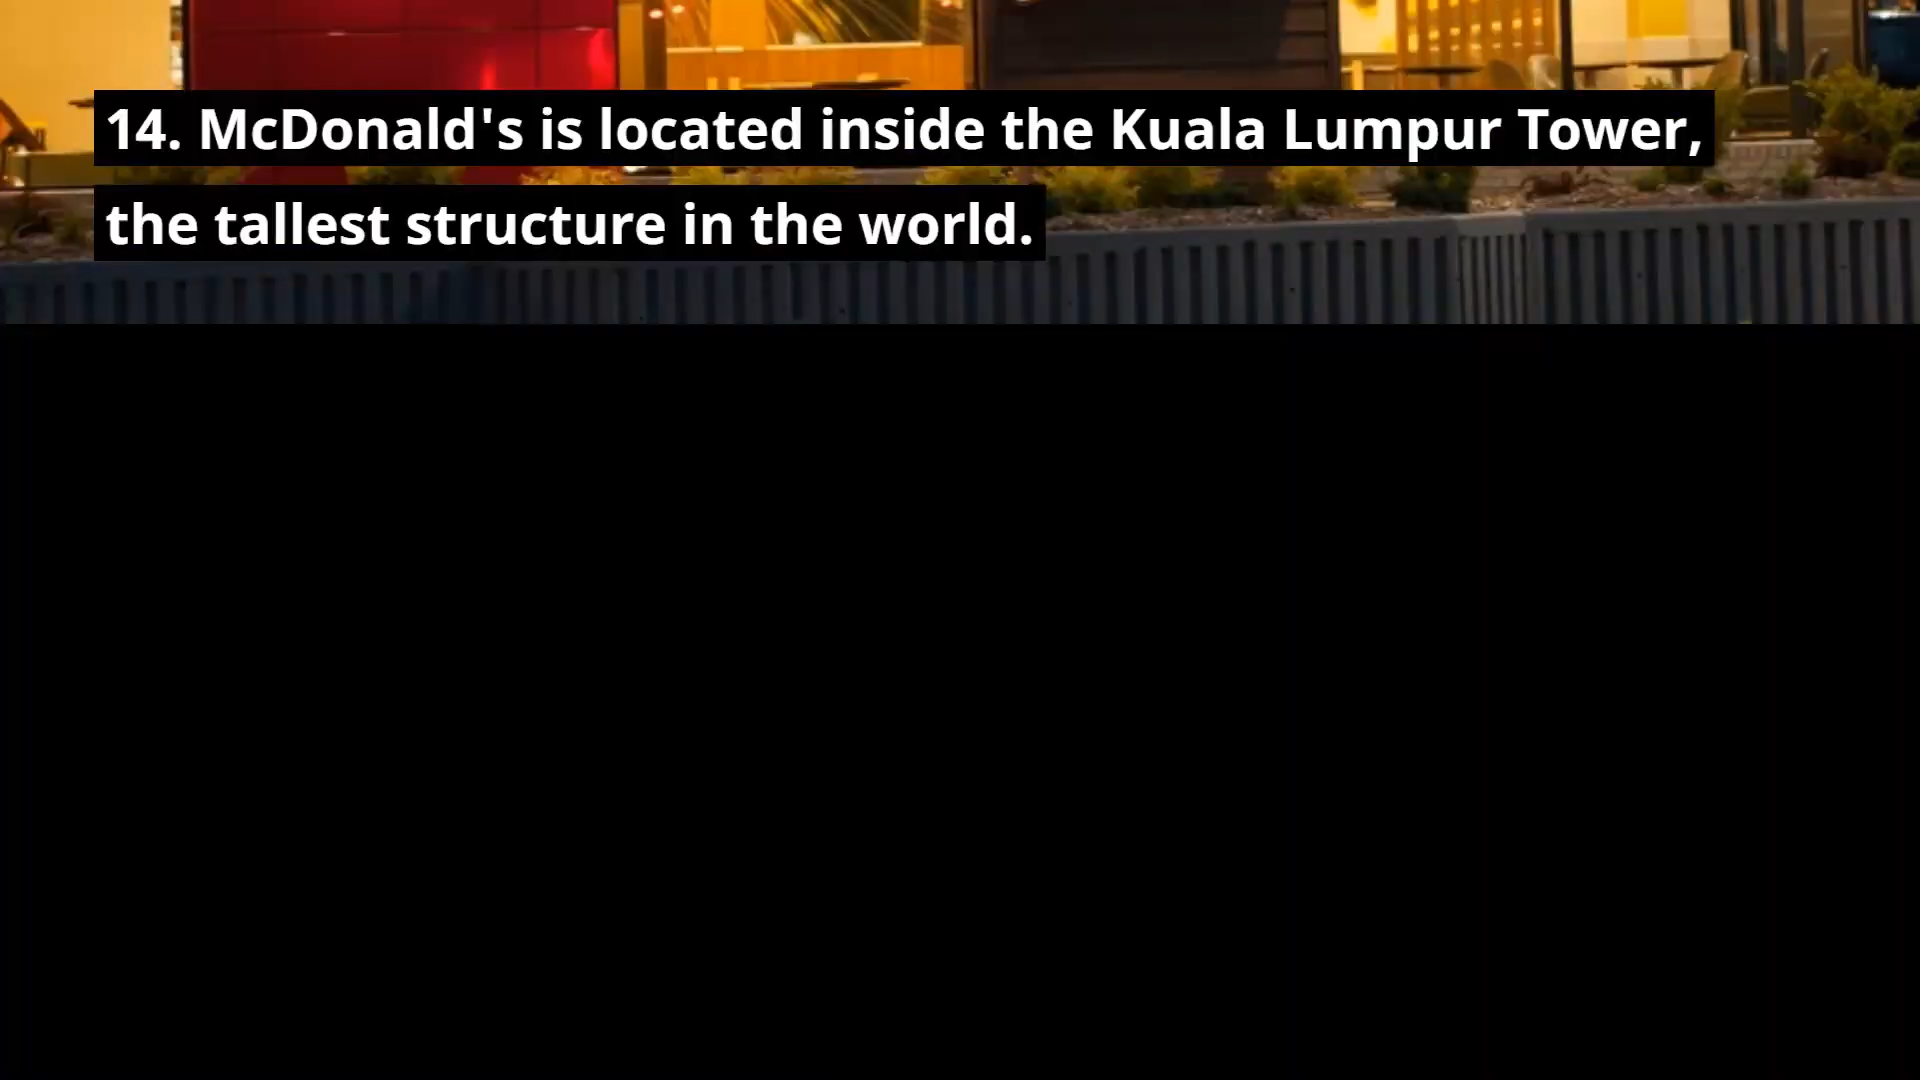 14. McDonald's is located inside the Kuala Lumpur Tower,
the tallest structure in the world.